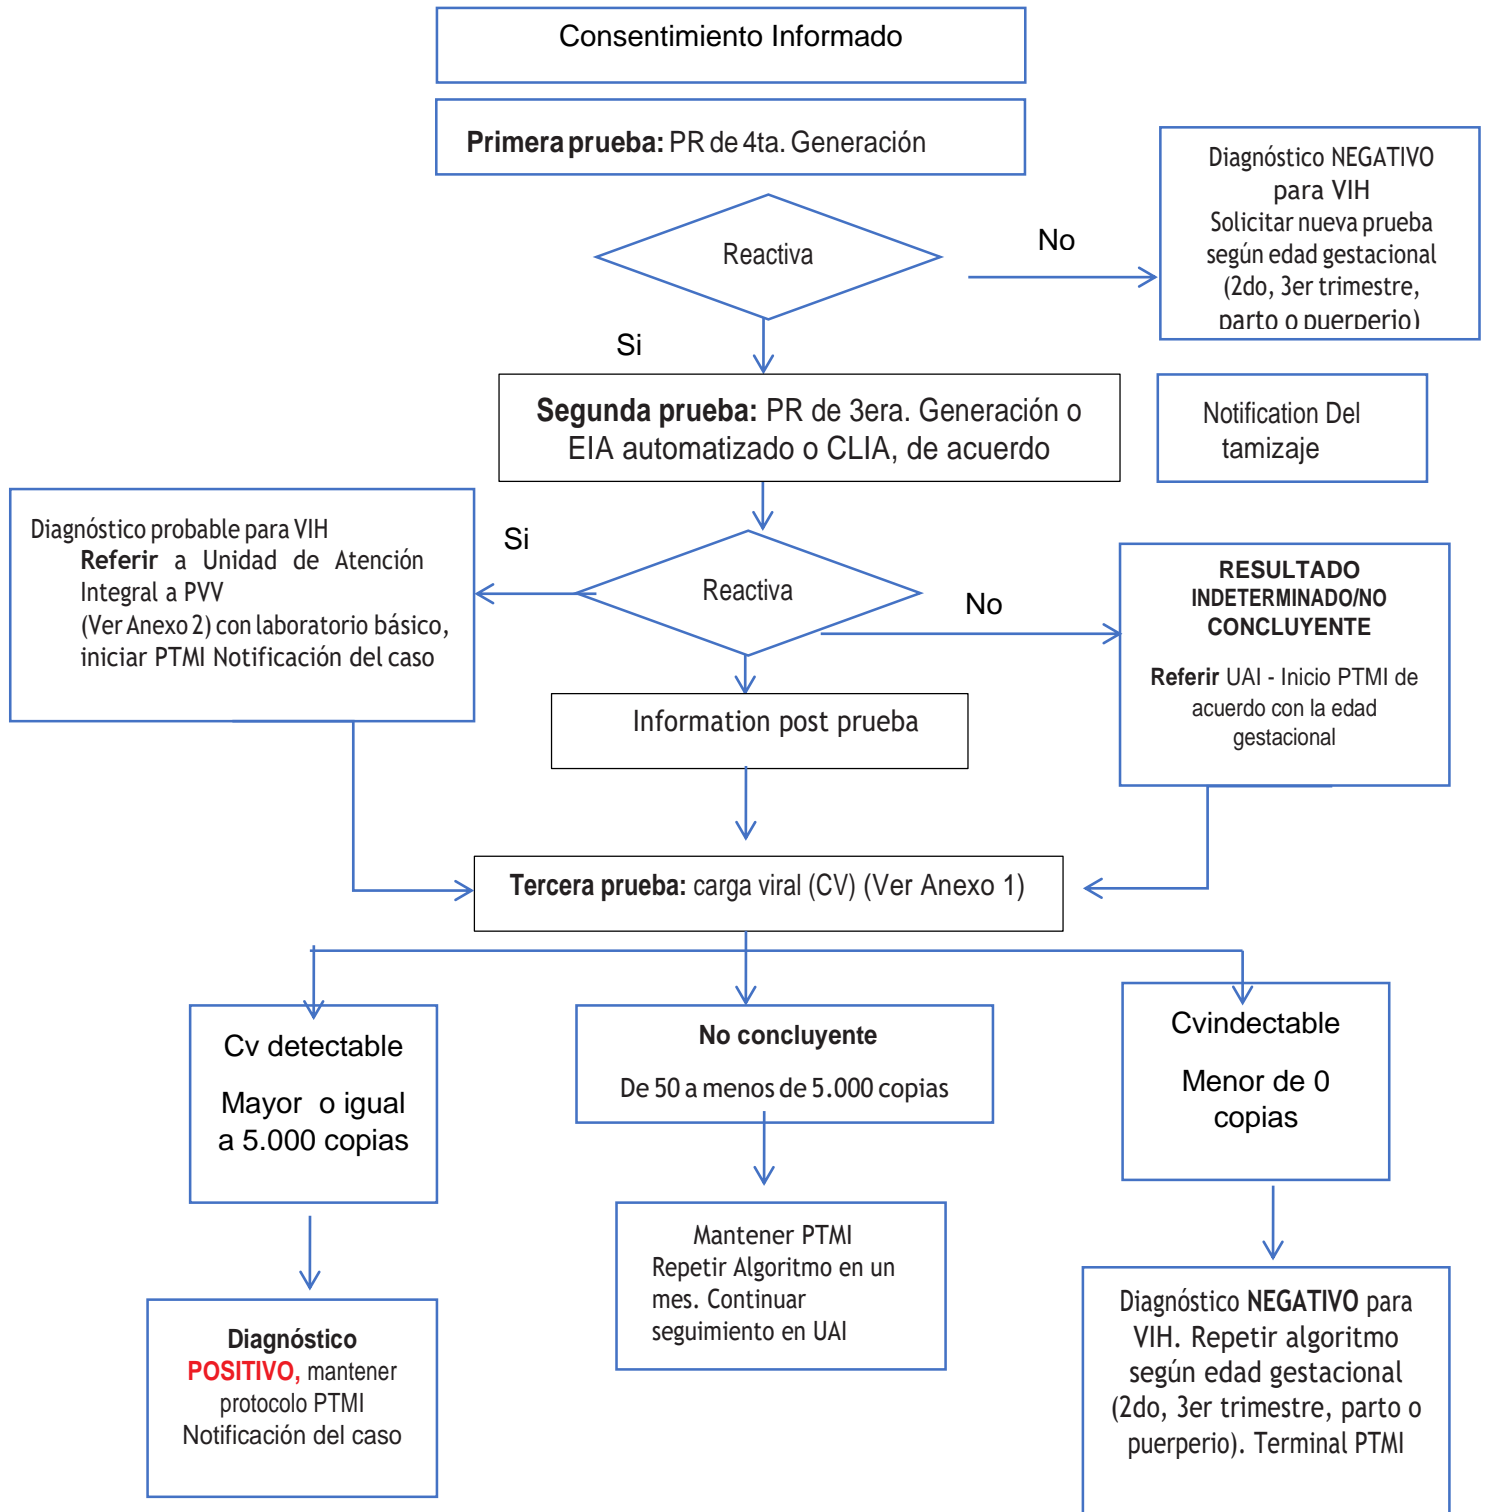 Consentimiento Informado
Primera prueba: PR de 4ta. Generación
Diagnóstico NEGATIVO
para VIH
Solicitar nueva prueba
según edad gestacional
(2do, 3er trimestre,
parto o puerperio)
Reactiva
No
Si
Segunda prueba: PR de 3era. Generación o
EIA automatizado o CLIA, de acuerdo
Notification Del
tamizaje
Diagnóstico probable para VIH
Referir a Unidad de Atención
Integral a PVV
(Ver Anexo 2) con laboratorio básico,
iniciar PTMI Notificación del caso
Si
Reactiva
No
RESULTADO
INDETERMINADO/NO
CONCLUYENTE
Referir UAI - Inicio PTMI de
acuerdo con la edad
gestacional
Information post prueba
Tercera prueba: carga viral (CV) (Ver Anexo 1)
Cv detectable
Mayor o igual
a 5.000 copias
No concluyente
De 50 a menos de 5.000 copias
Cvindectable
Menor de 0
copias
Diagnóstico
POSITIVO, mantener
protocolo PTMI
Notificación del caso
Mantener PTMI
Repetir Algoritmo en un
mes. Continuar
seguimiento en UAI
Diagnóstico NEGATIVO para
VIH. Repetir algoritmo
según edad gestacional
(2do, 3er trimestre, parto o
puerperio). Terminal PTMI